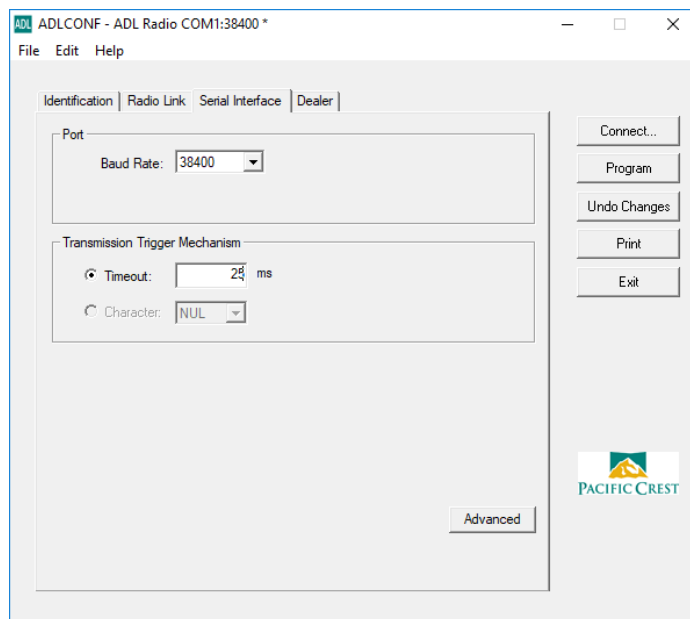 ADL ADLCONF - ADL Radio COM1:38400 *
File Edit Help
Identification Radio Link Serial Interface Dealer
Port
Baud Rate: 38400
Transmission Trigger Mechanism
Timeout: 25 ms
Character: NUL
Advanced
Connect...
Program
Undo Changes
Print
Exit
PACIFIC CREST